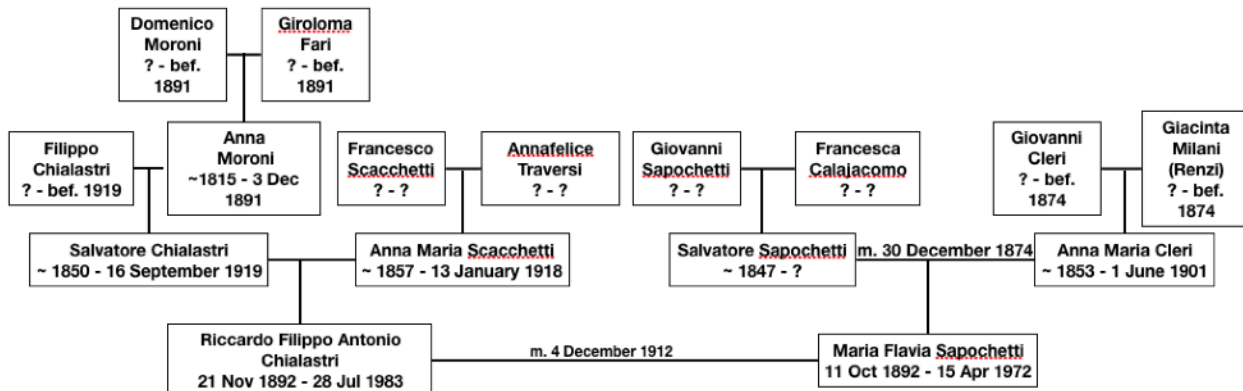 Domenico
Moroni
? - bef.
1891
Giroloma
Fari
? - bef.
1891
Filippo
Chialastri
? - bef. 1919
Anna
Moroni
~1815 - 3 Dec
1891
Francesco
Scacchetti
? - ?
Annafelice
Traversi
? - ?
Giovanni
Sapochetti
? - ?
Francesca
Calajacomo
? - ?
Giovanni
Cleri
? - bef.
1874
Giacinta
Milani
(Renzi)
? - bef.
1874
Salvatore Chialastri
~ 1850 - 16 September 1919
Anna Maria Scacchetti
~ 1857 - 13 January 1918
Salvatore Sapochetti
~ 1847 - ?
m. 30 December 1874
Anna Maria Cleri
~ 1853 - 1 June 1901
Riccardo Filippo Antonio
Chialastri
21 Nov 1892 - 28 Jul 1983
m. 4 December 1912
Maria Flavia Sapochetti
11 Oct 1892 - 15 Apr 1972